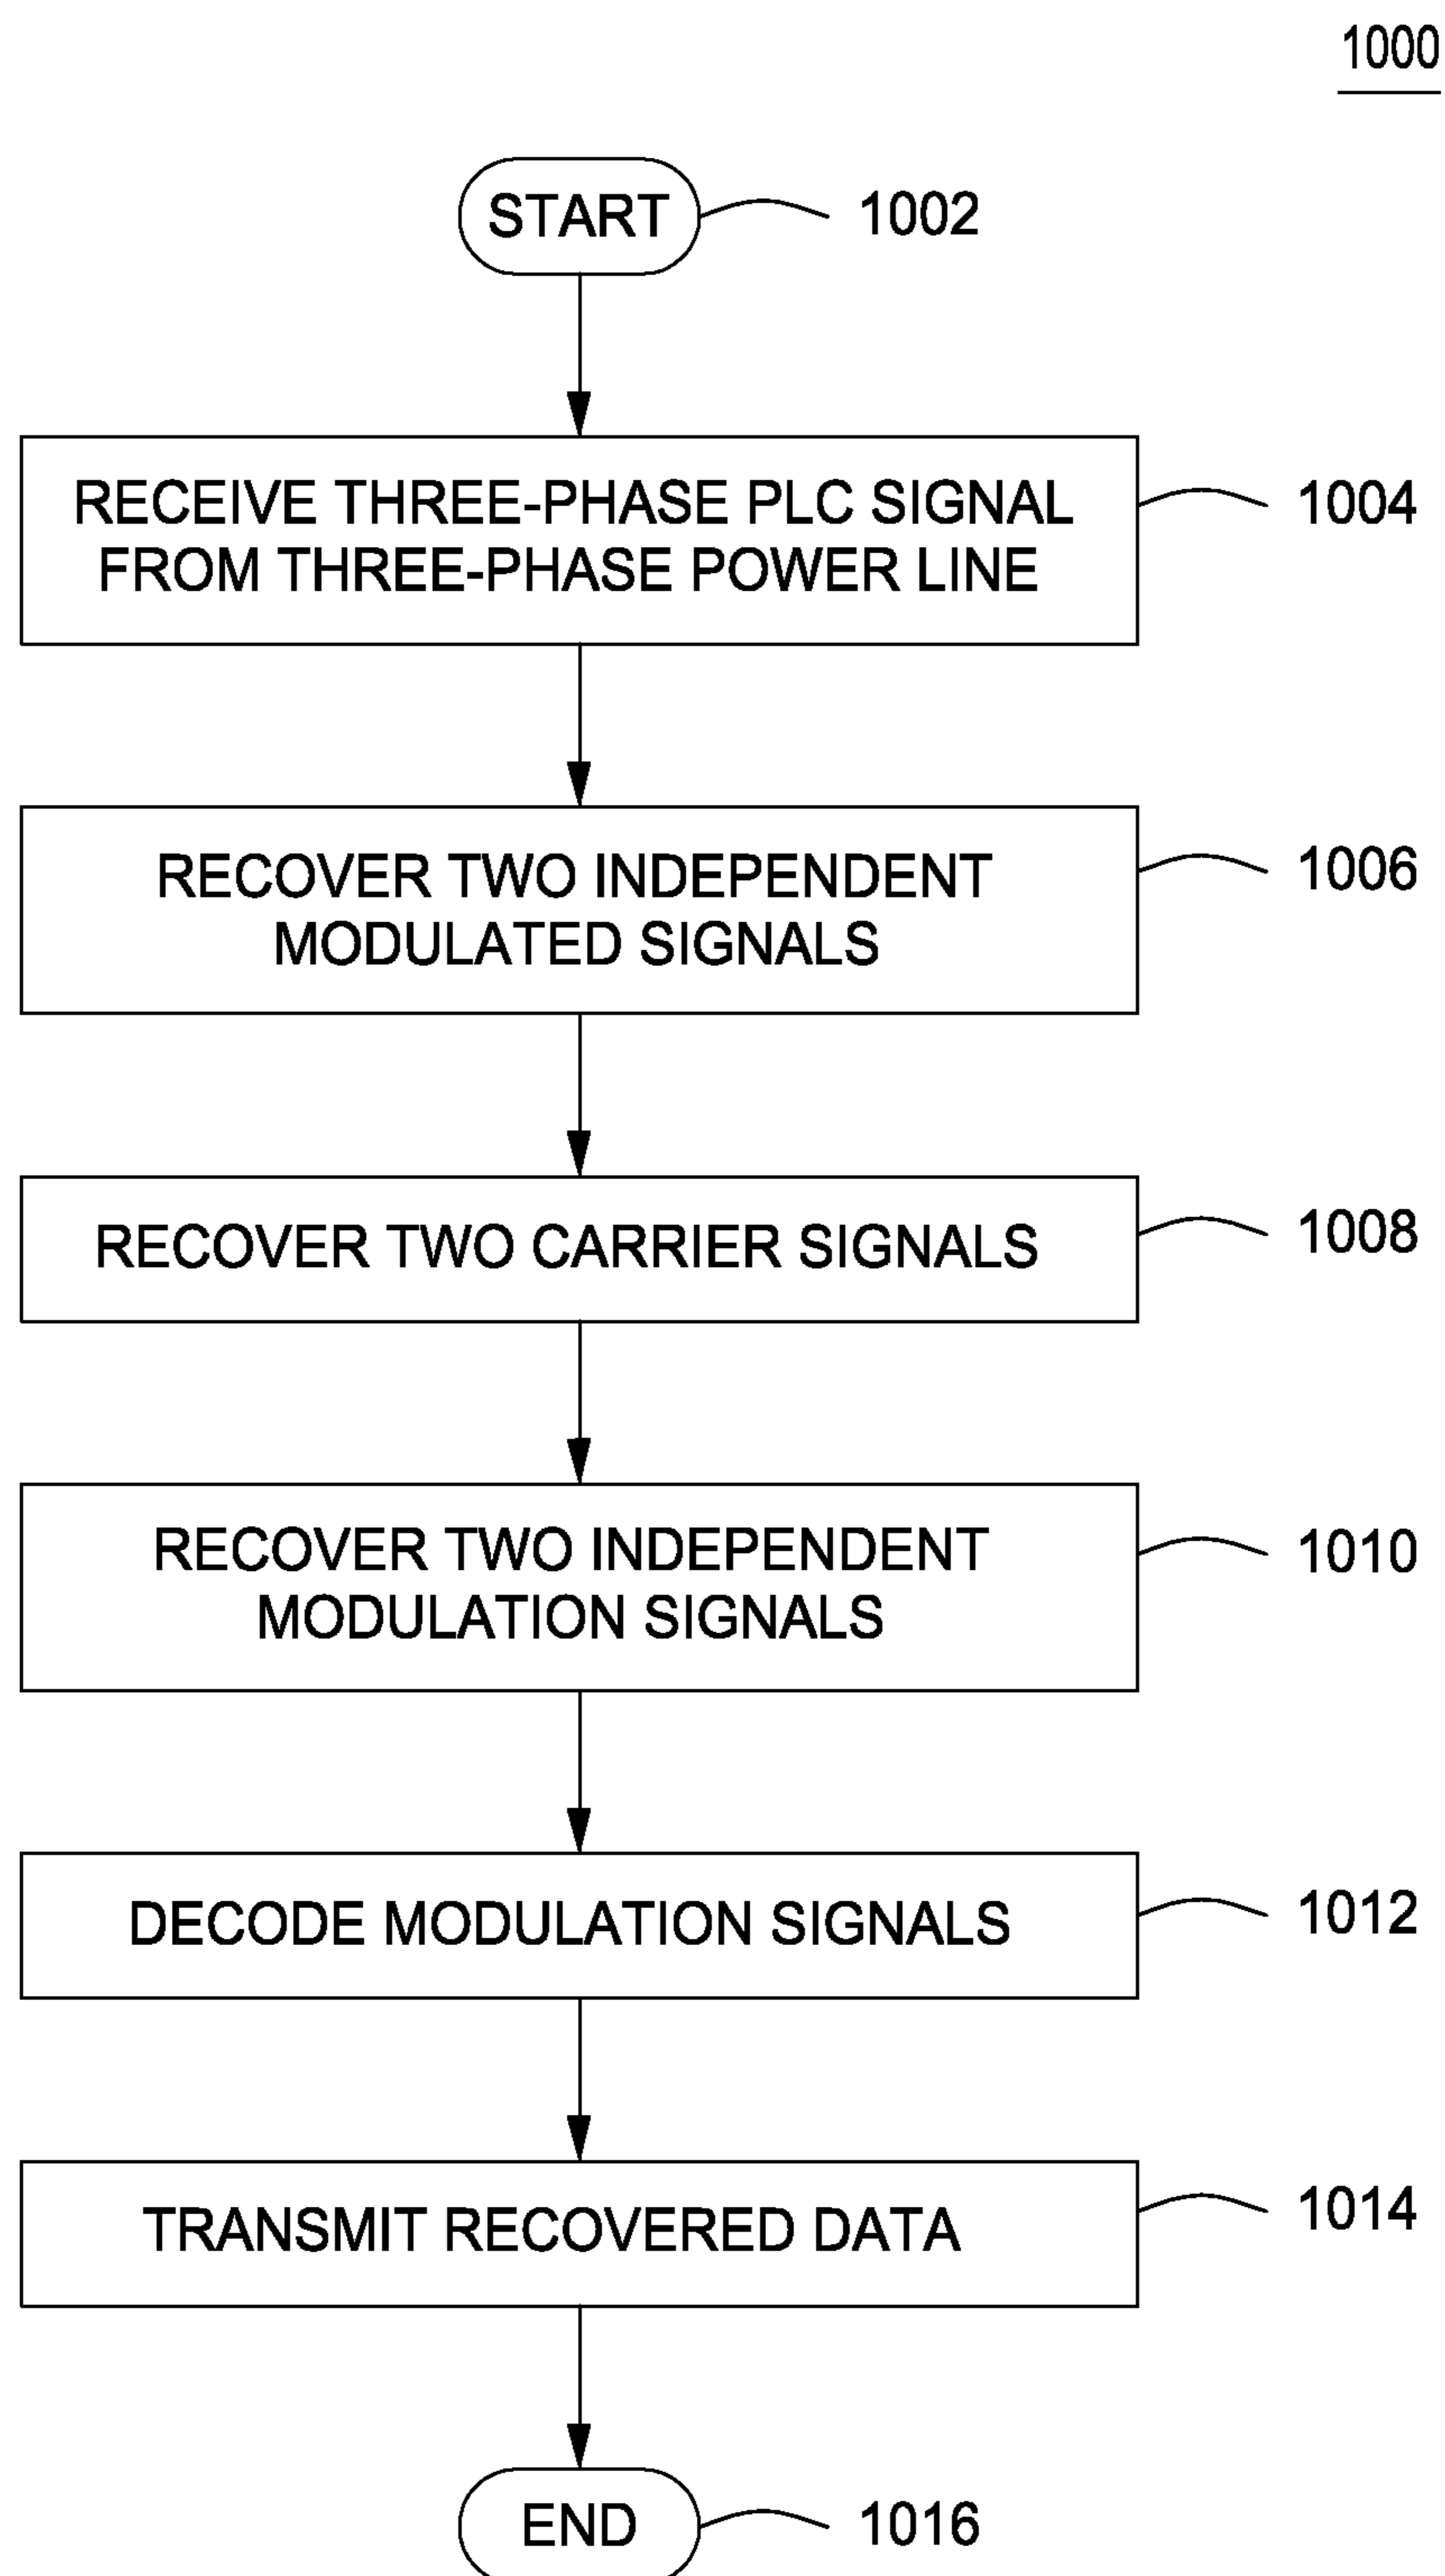 1000
START
1002
RECEIVE THREE-PHASE PLC SIGNAL
FROM THREE-PHASE POWER LINE
1004
RECOVER TWO INDEPENDENT
MODULATED SIGNALS
1006
RECOVER TWO CARRIER SIGNALS
1008
RECOVER TWO INDEPENDENT
MODULATION SIGNALS
1010
DECODE MODULATION SIGNALS
1012
TRANSMIT RECOVERED DATA
1014
END
1016